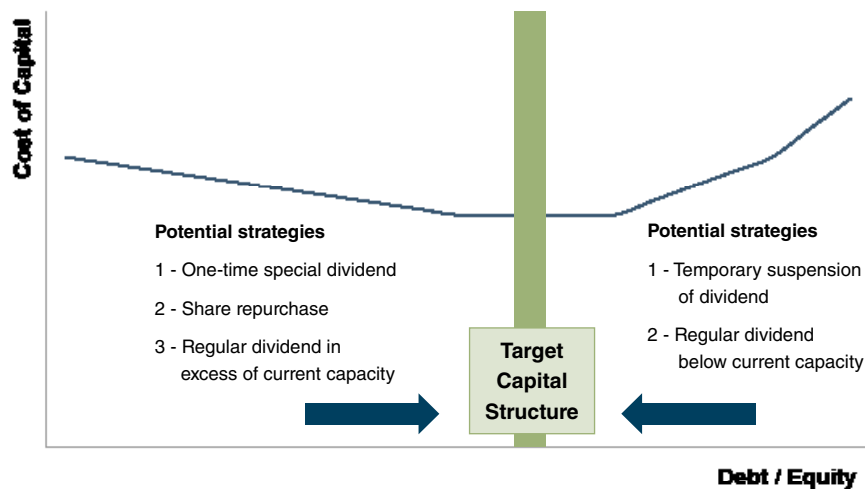 Cost of Capital
Potential strategies
1 - One-time special dividend
2 - Share repurchase
3 - Regular dividend in
excess of current capacity
Target
Capital
Structure
Potential strategies
1 - Temporary suspension
of dividend
2 - Regular dividend
below current capacity
Debt / Equity